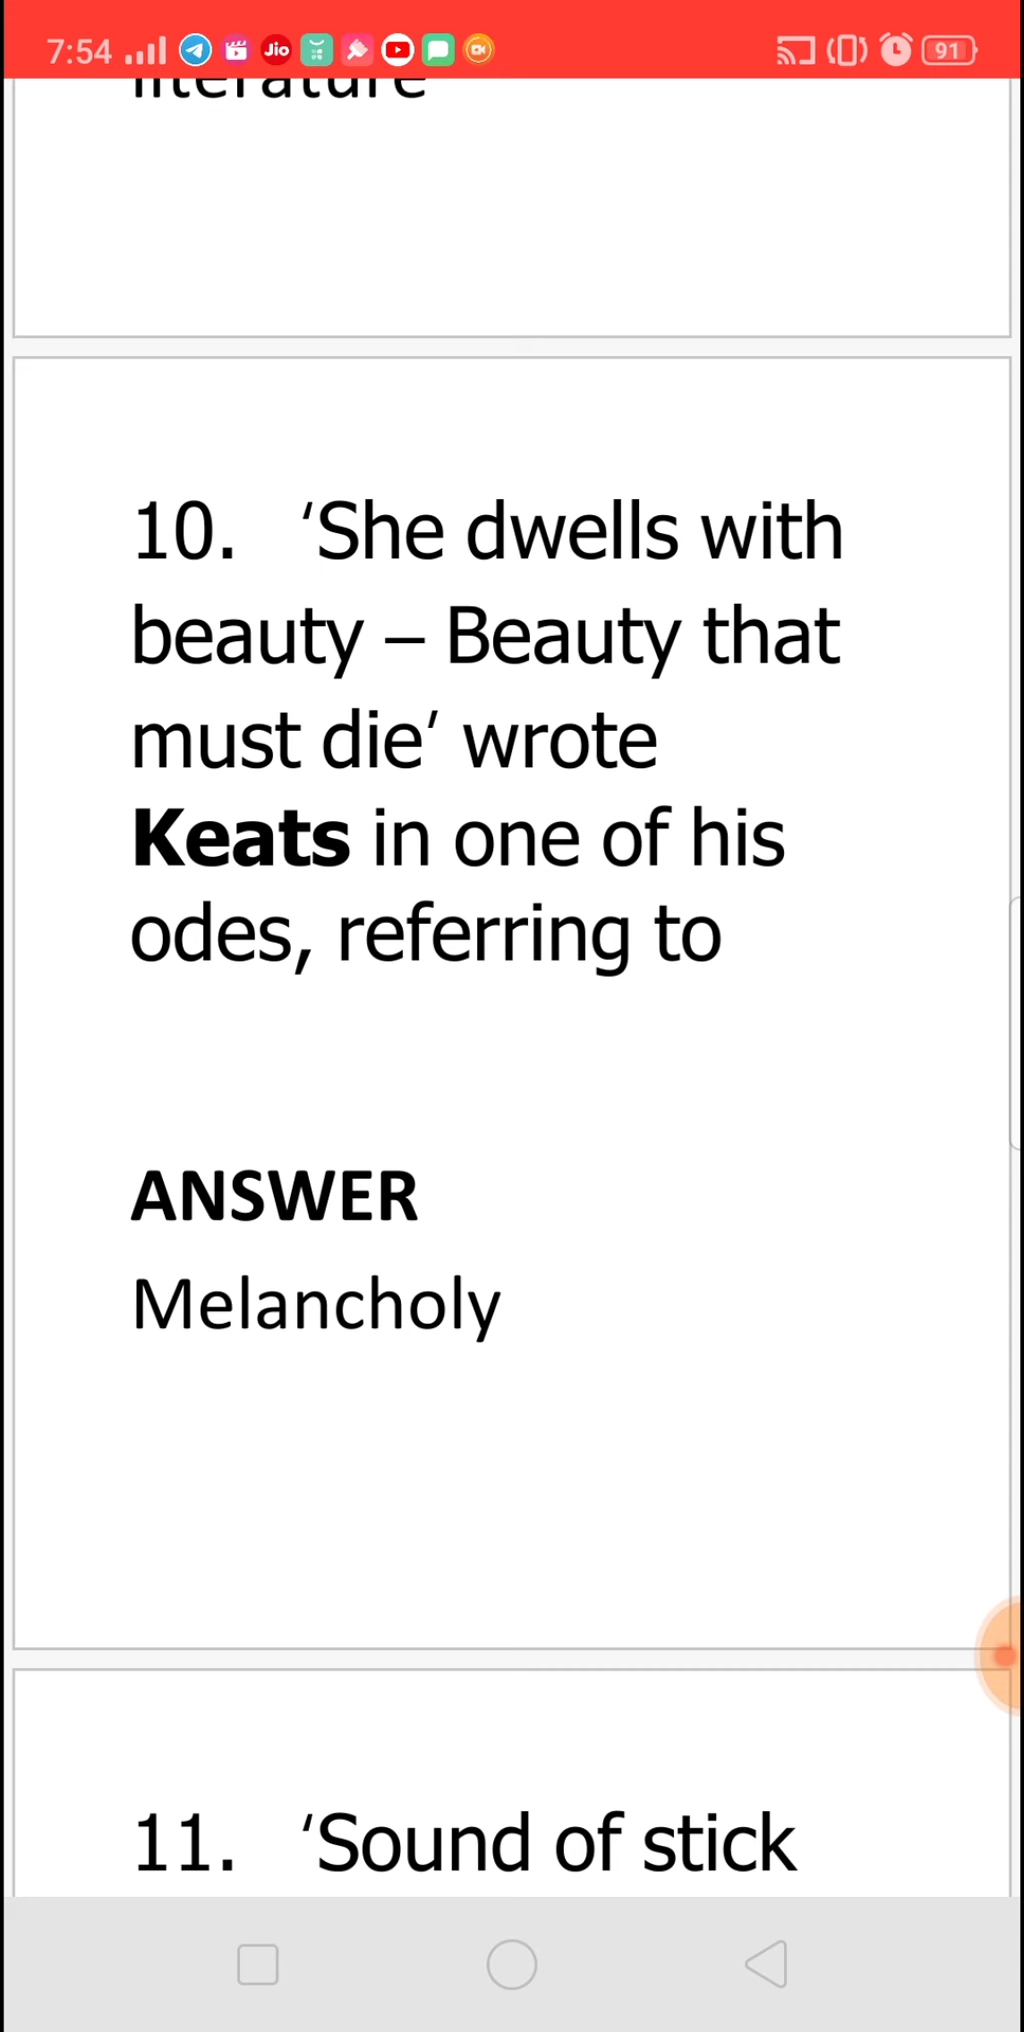 7:54 Jio 91
literature
10. ‘She dwells with
beauty – Beauty that
must die’ wrote
Keats in one of his
odes, referring to
ANSWER
Melancholy
11. ‘Sound of stick